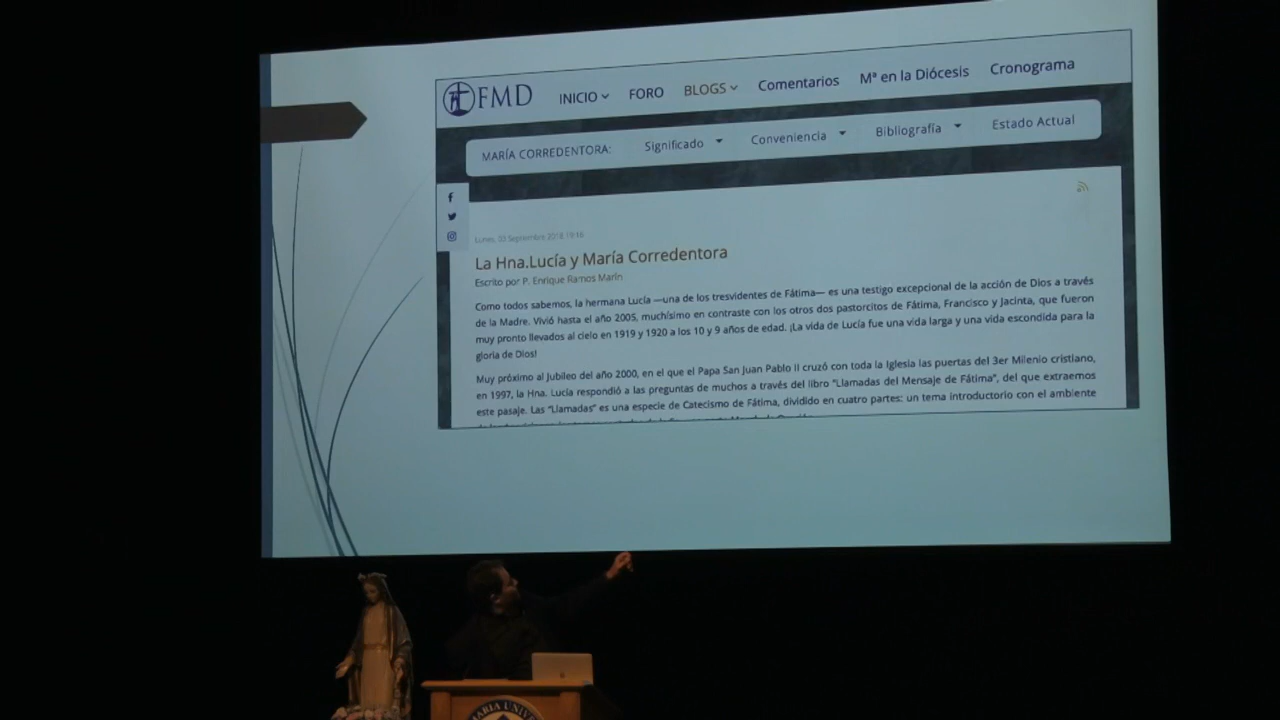 FMD INICIO FORO BLOGS Comentarios Mª en la Diócesis Cronograma
MARÍA CORREDENTORA: Significado Conveniencia Bibliografía Estado Actual
Lunes, 03 Septiembre 2018 19:16
La Hna.Lucía y María Corredentora
Escrito por P. Enrique Ramos Marín
Como todos sabemos, la hermana Lucía —una de los tresvidentes de Fátima— es una testigo excepcional de la acción de Dios a través
de la Madre. Vivió hasta el año 2005, muchísimo en contraste con los otros dos pastorcitos de Fátima, Francisco y Jacinta, que fueron
muy pronto llevados al cielo en 1919 y 1920 a los 10 y 9 años de edad. ¡La vida de Lucía fue una vida larga y una vida escondida para la
gloria de Dios!
Muy próximo al Jubileo del año 2000, en el que el Papa San Juan Pablo II cruzó con toda la Iglesia las puertas del 3er Milenio cristiano,
en 1997, la Hna. Lucía respondió a las preguntas de muchos a través del libro "Llamadas del Mensaje de Fátima", del que extraemos
este pasaje. Las "Llamadas" es una especie de Catecismo de Fátima, dividido en cuatro partes: un tema introductorio con el ambiente
MARIA UNIV